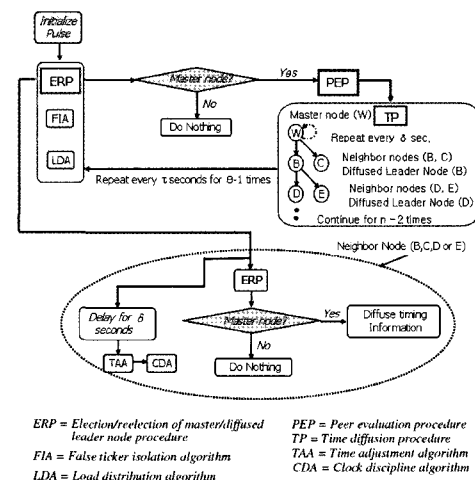 Initialize
Pulse
ERP
Master node?
Yes
PEP
TP
FIA
No
Do Nothing
LDA
Master node (W)
W
Repeat every δ sec.
B
C
Neighbor nodes (B, C)
Diffused Leader Node (B)
D
E
Neighbor nodes (D, E)
Diffused Leader Node (D)
Continue for n - 2 times
Repeat every τ seconds for θ-1 times
Neighbor Node (B,C,D or E)
ERP
Delay for δ
seconds
Master node?
Yes
Diffuse timing
Information
No
TAA
CDA
Do Nothing
ERP = Election/reelection of master/diffused
leader node procedure
FIA = False ticker isolation algorithm
LDA = Load distribution algorithm
PEP = Peer evaluation procedure
TP = Time diffusion procedure
TAA = Time adjustment algorithm
CDA = Clock discipline algorithm